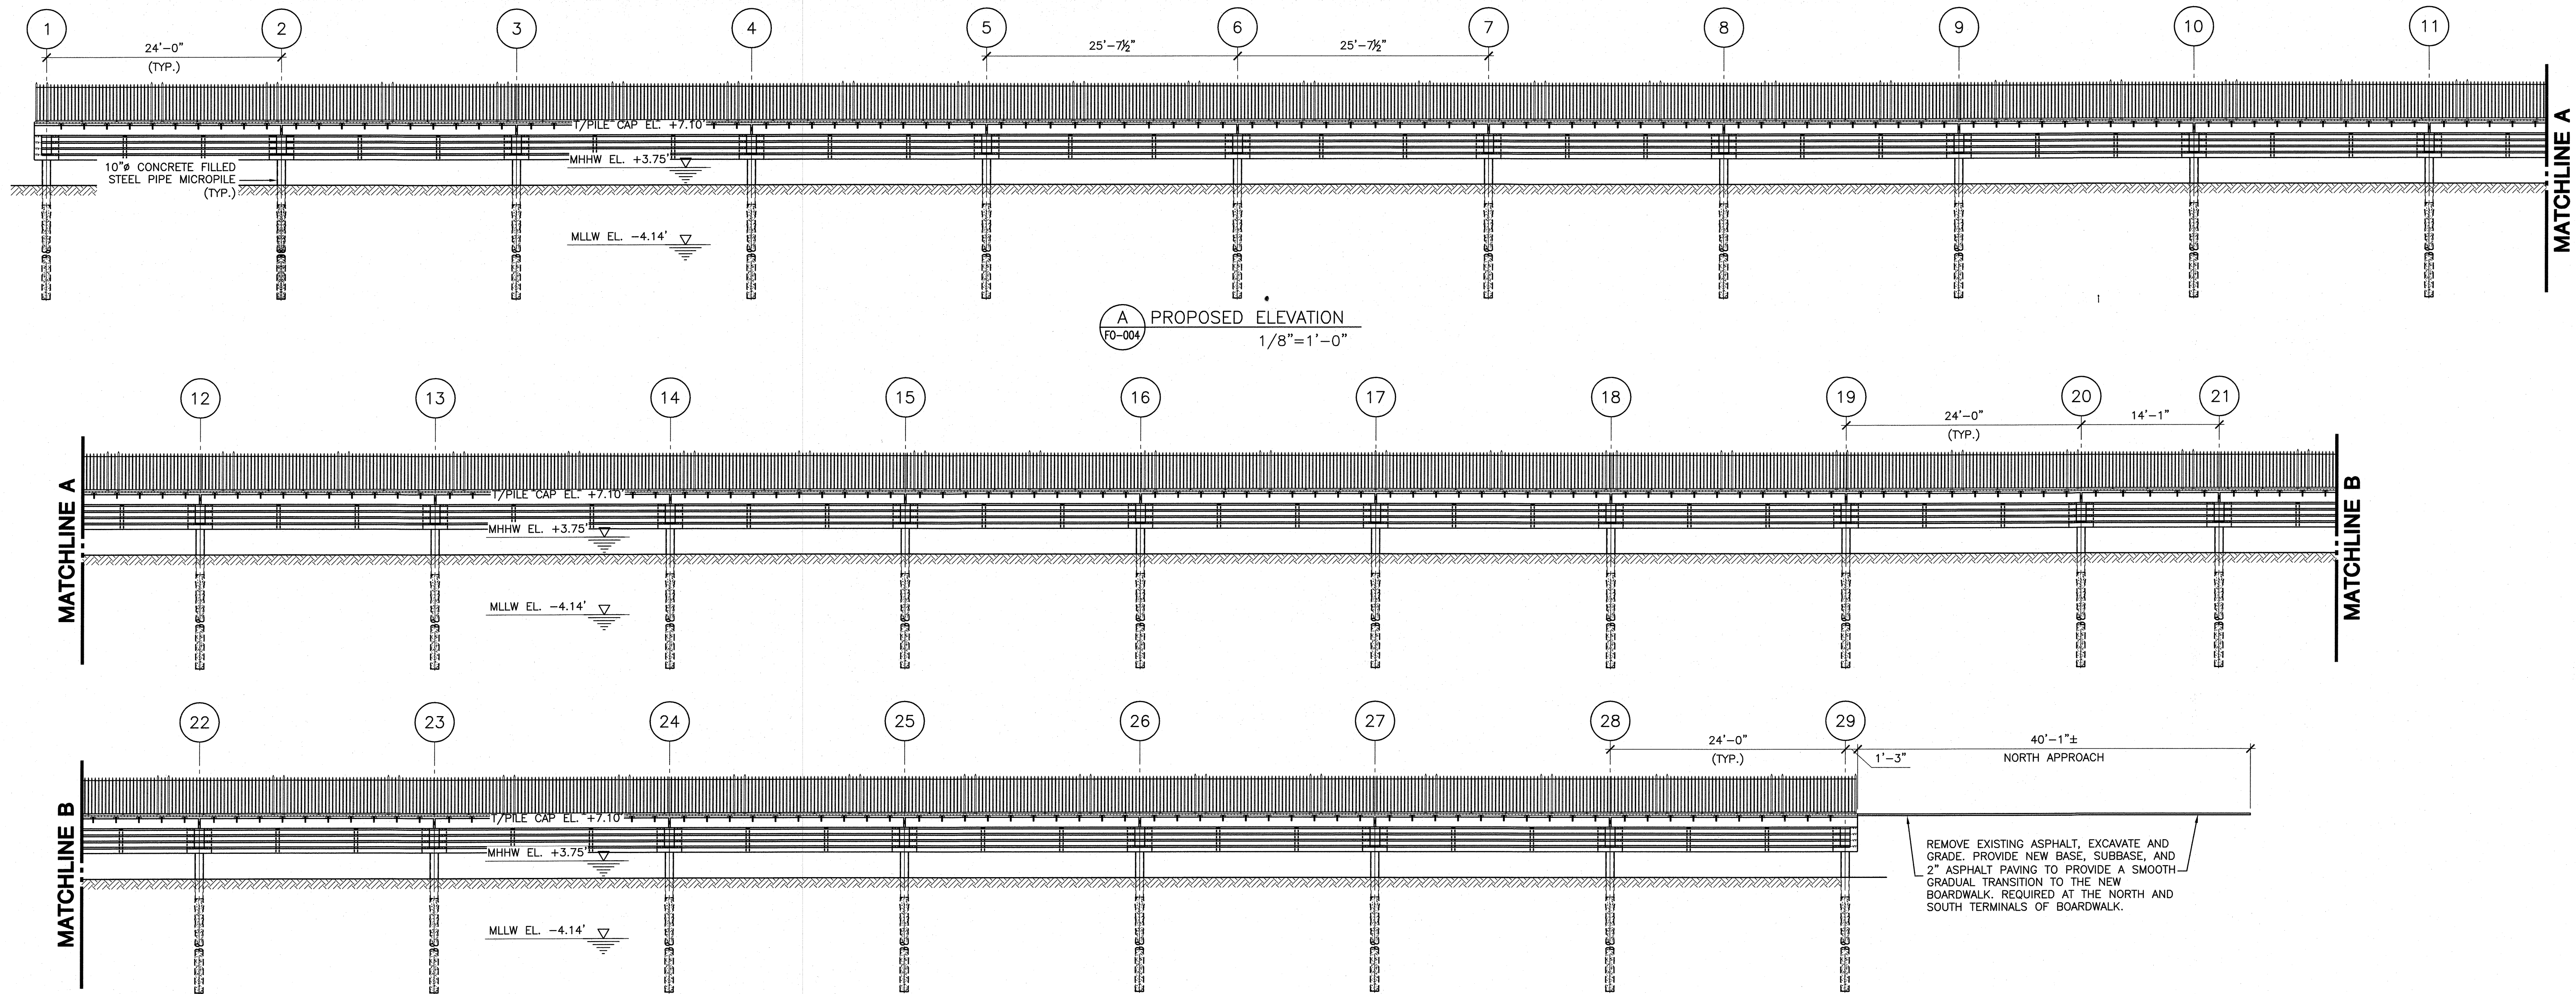 1 2 3 4 5 6 7 8 9 10 11
24'-0" 25'-7½" 25'-7½"
(TYP.)
T/PILE CAP EL. +7.10'
MHHW EL. +3.75'
10"ø CONCRETE FILLED
STEEL PIPE MICROPILE
(TYP.)
MLLW EL. -4.14'
MATCHLINE A
A PROPOSED ELEVATION
FO-004 1/8"=1'-0"
12 13 14 15 16 17 18 19 20 21
24'-0" 14'-1"
(TYP.)
MATCHLINE A
T/PILE CAP EL. +7.10'
MHHW EL. +3.75'
MLLW EL. -4.14'
MATCHLINE B
22 23 24 25 26 27 28 29
24'-0" 40'-1"±
(TYP.) 1'-3" NORTH APPROACH
MATCHLINE B
T/PILE CAP EL. +7.10'
MHHW EL. +3.75'
MLLW EL. -4.14'
REMOVE EXISTING ASPHALT, EXCAVATE AND
GRADE. PROVIDE NEW BASE, SUBBASE, AND
2" ASPHALT PAVING TO PROVIDE A SMOOTH
GRADUAL TRANSITION TO THE NEW
BOARDWALK. REQUIRED AT THE NORTH AND
SOUTH TERMINALS OF BOARDWALK.